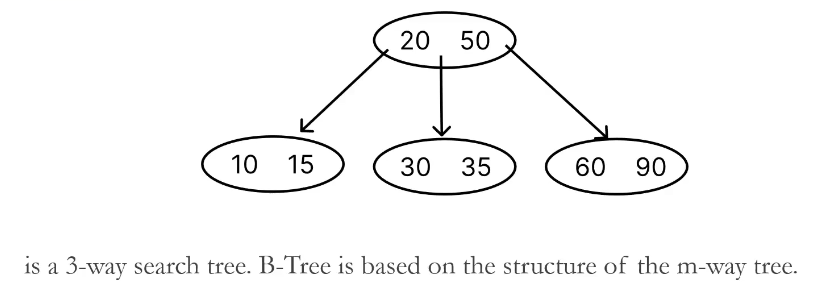 20 50
10 15 30 35 60 90
is a 3-way search tree. B-Tree is based on the structure of the m-way tree.